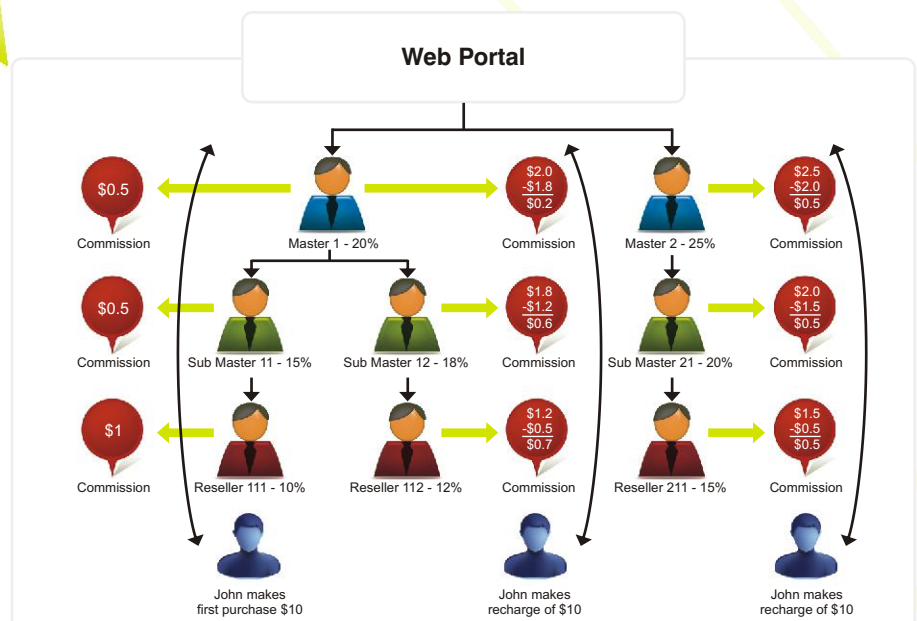 Web Portal
$0.5
Commission
Master 1 - 20%
$2.0
-$1.8
$0.2
Commission
Master 2 - 25%
$2.5
-$2.0
$0.5
Commission
$0.5
Commission
Sub Master 11 - 15%
Sub Master 12 - 18%
$1.8
-$1.2
$0.6
Commission
Sub Master 21 - 20%
$2.0
-$1.5
$0.5
Commission
$1
Commission
Reseller 111 - 10%
Reseller 112 - 12%
$1.2
-$0.5
$0.7
Commission
Reseller 211 - 15%
$1.5
-$0.5
$0.5
Commission
John makes
first purchase $10
John makes
recharge of $10
John makes
recharge of $10